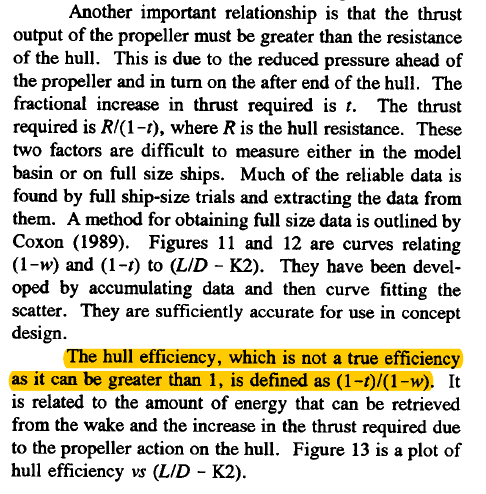 Another important relationship is that the thrust
output of the propeller must be greater than the resistance
of the hull. This is due to the reduced pressure ahead of
the propeller and in turn on the after end of the hull. The
fractional increase in thrust required is t. The thrust
required is R/(1-t), where R is the hull resistance. These
two factors are difficult to measure either in the model
basin or on full size ships. Much of the reliable data is
found by full ship-size trials and extracting the data from
them. A method for obtaining full size data is outlined by
Coxon (1989). Figures 11 and 12 are curves relating
(1-w) and (1-t) to (L/D - K2). They have been devel-
oped by accumulating data and then curve fitting the
scatter. They are sufficiently accurate for use in concept
design.
The hull efficiency, which is not a true efficiency
as it can be greater than 1, is defined as (1-t)/(1-w). It
is related to the amount of energy that can be retrieved
from the wake and the increase in the thrust required due
to the propeller action on the hull. Figure 13 is a plot of
hull efficiency vs (L/D - K2).